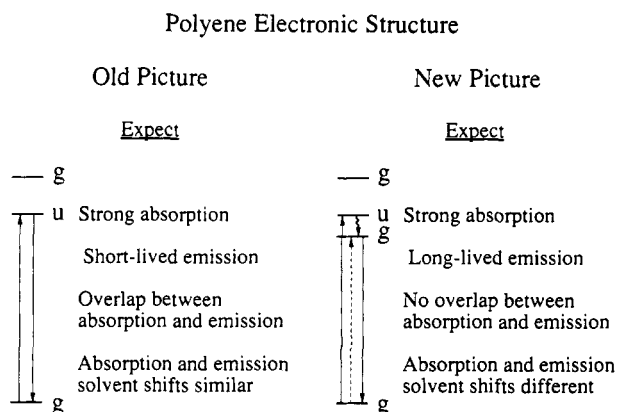 Polyene Electronic Structure
Old Picture
Expect
g
u Strong absorption
Short-lived emission
Overlap between
absorption and emission
Absorption and emission
solvent shifts similar
g
New Picture
Expect
g
u Strong absorption
g
Long-lived emission
No overlap between
absorption and emission
Absorption and emission
solvent shifts different
g